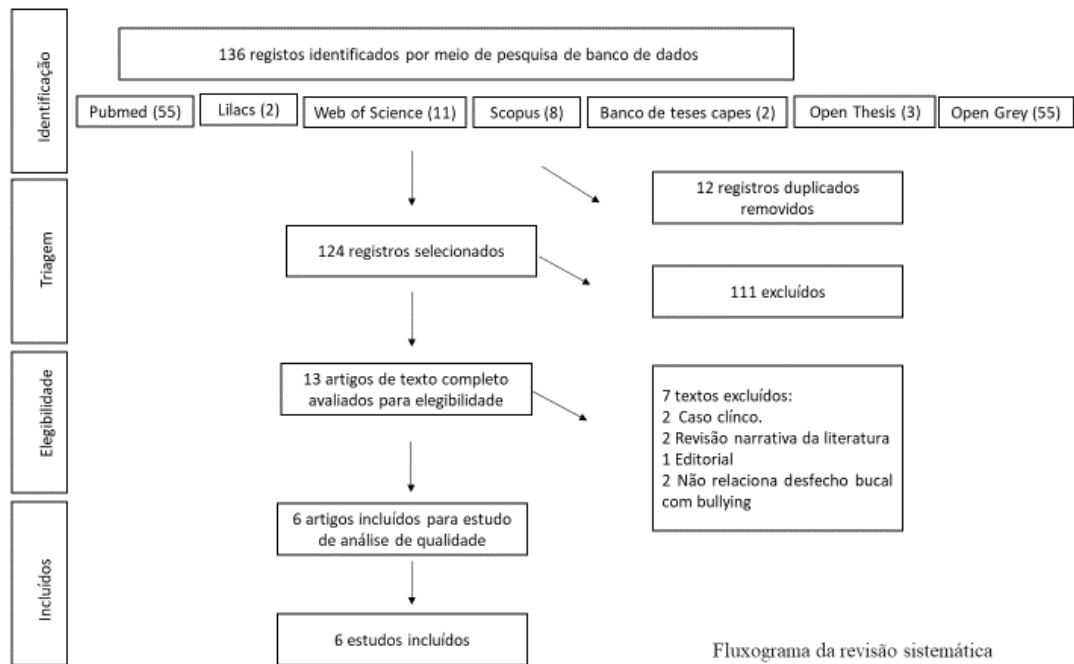 Identificação
136 registos identificados por meio de pesquisa de banco de dados
Pubmed (55)
Lilacs (2)
Web of Science (11)
Scopus (8)
Banco de teses capes (2)
Open Thesis (3)
Open Grey (55)
Triagem
12 registros duplicados
removidos
124 registros selecionados
111 excluídos
Elegibilidade
13 artigos de texto completo
avaliados para elegibilidade
7 textos excluídos:
2 Caso clínco.
2 Revisão narrativa da literatura
1 Editorial
2 Não relaciona desfecho bucal
com bullying
Incluídos
6 artigos incluídos para estudo
de análise de qualidade
6 estudos incluídos
Fluxograma da revisão sistemática